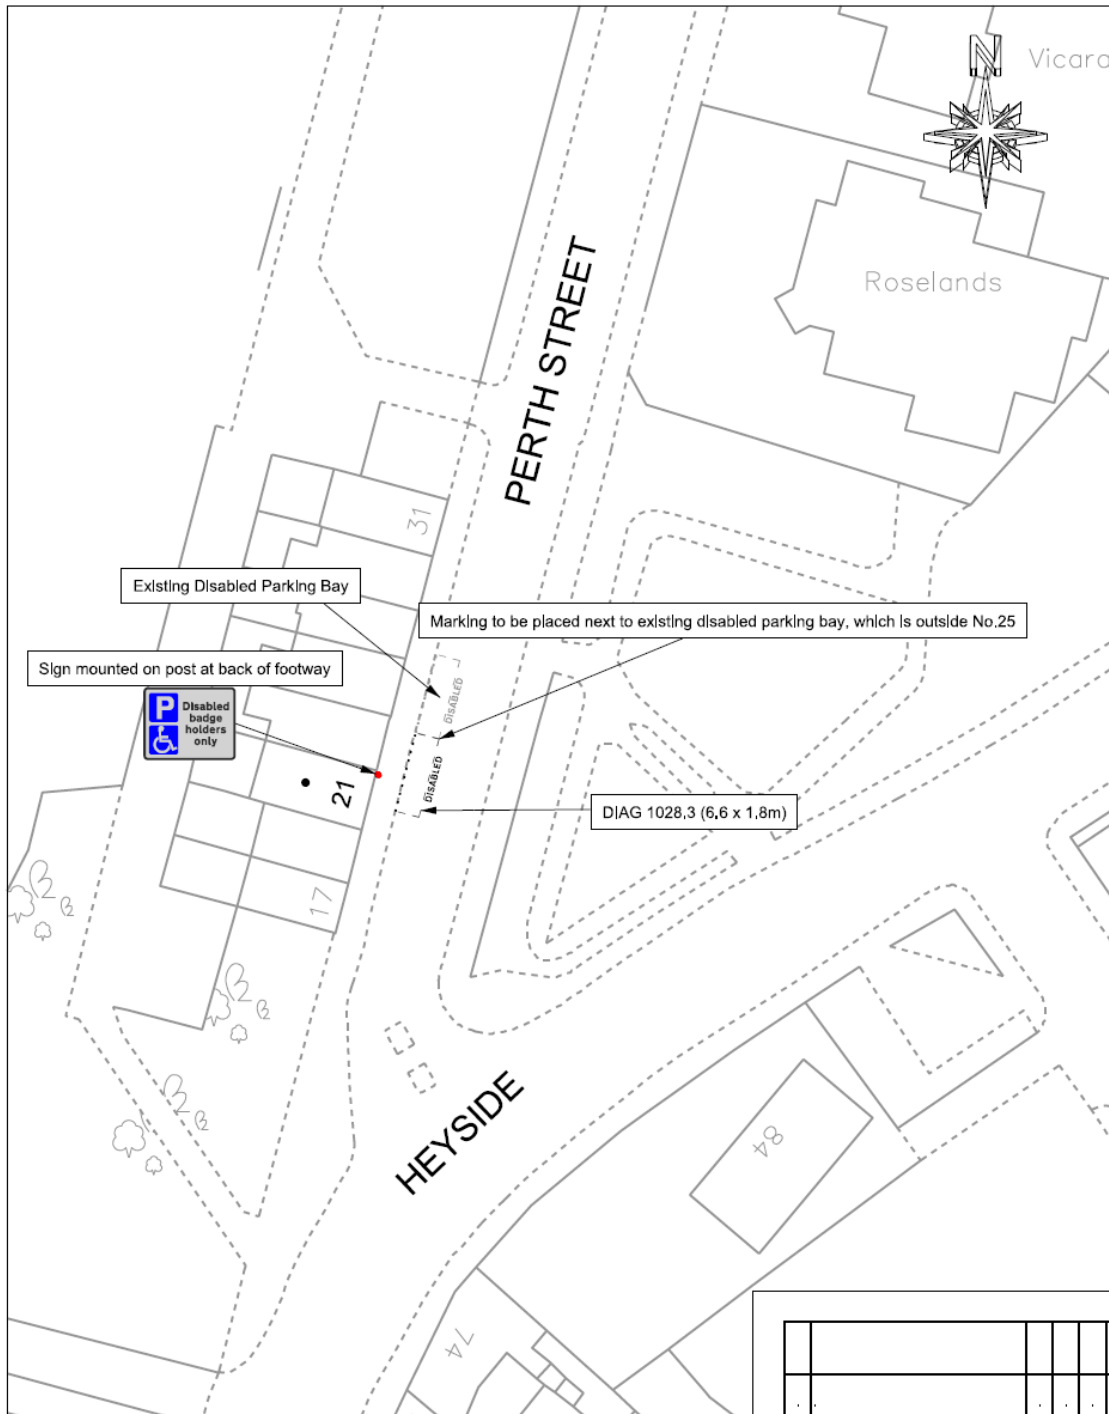 N
Vicara
Roselands
PERTH STREET
31
Existing Disabled Parking Bay
Marking to be placed next to existing disabled parking bay, which is outside No.25
Sign mounted on post at back of footway
P
Disabled
badge
holders
only
DISABLED
DISABLED
21
DIAG 1028.3 (6.6 x 1.8m)
17
HEYSIDE
84
74